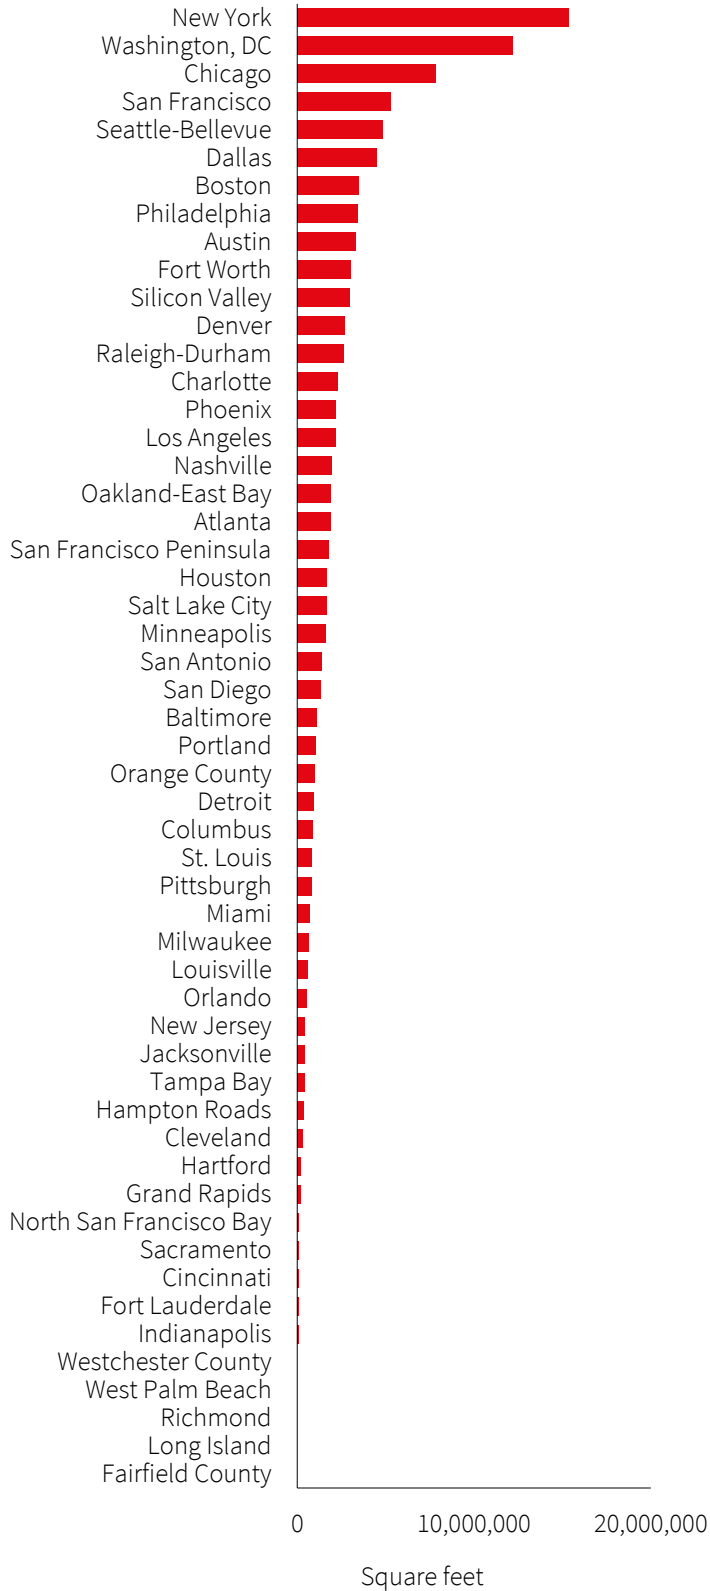 New York
Washington, DC
Chicago
San Francisco
Seattle-Bellevue
Dallas
Boston
Philadelphia
Austin
Fort Worth
Silicon Valley
Denver
Raleigh-Durham
Charlotte
Phoenix
Los Angeles
Nashville
Oakland-East Bay
Atlanta
San Francisco Peninsula
Houston
Salt Lake City
Minneapolis
San Antonio
San Diego
Baltimore
Portland
Orange County
Detroit
Columbus
St. Louis
Pittsburgh
Miami
Milwaukee
Louisville
Orlando
New Jersey
Jacksonville
Tampa Bay
Hampton Roads
Cleveland
Hartford
Grand Rapids
North San Francisco Bay
Sacramento
Cincinnati
Fort Lauderdale
Indianapolis
Westchester County
West Palm Beach
Richmond
Long Island
Fairfield County
0 10,000,000 20,000,000
Square feet